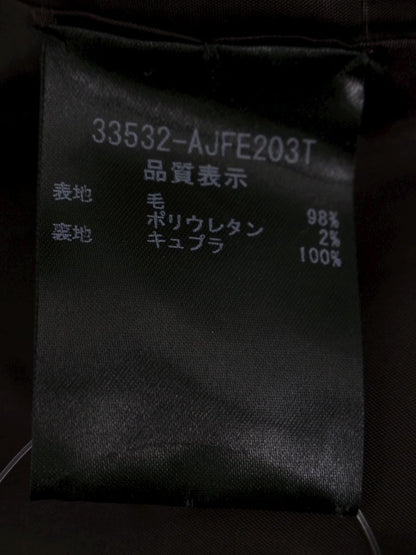 33532-AJFE203T
品質表示
表地 毛 98%
ポリウレタン 2%
裏地 キュプラ 100%